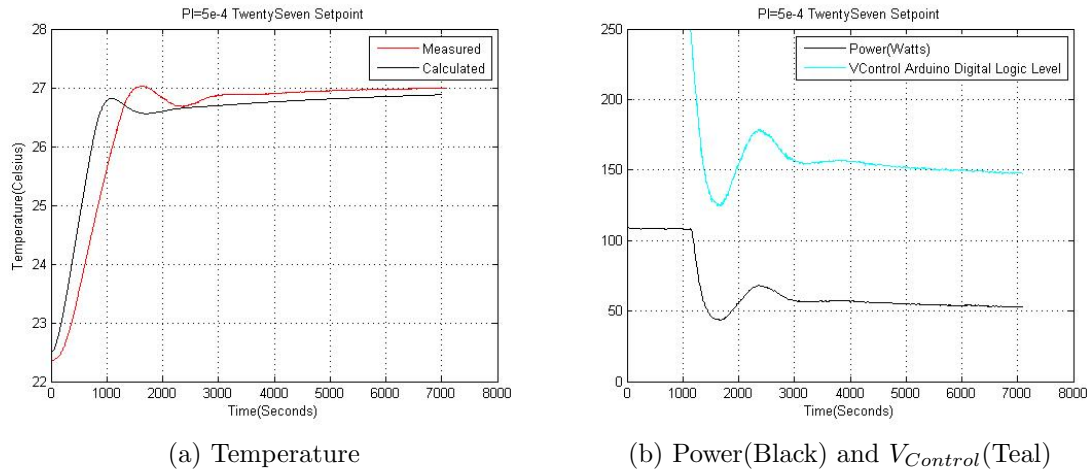 PI=5e-4 TwentySeven Setpoint
28
27
26
25
24
23
22
Temperature(Celsius)
0 1000 2000 3000 4000 5000 6000 7000 8000
Time(Seconds)
Measured
Calculated
(a) Temperature
PI=5e-4 TwentySeven Setpoint
250
200
150
100
50
0
0 1000 2000 3000 4000 5000 6000 7000 8000
Time(Seconds)
Power(Watts)
VControl Arduino Digital Logic Level
(b) Power(Black) and V_{Control}(Teal)